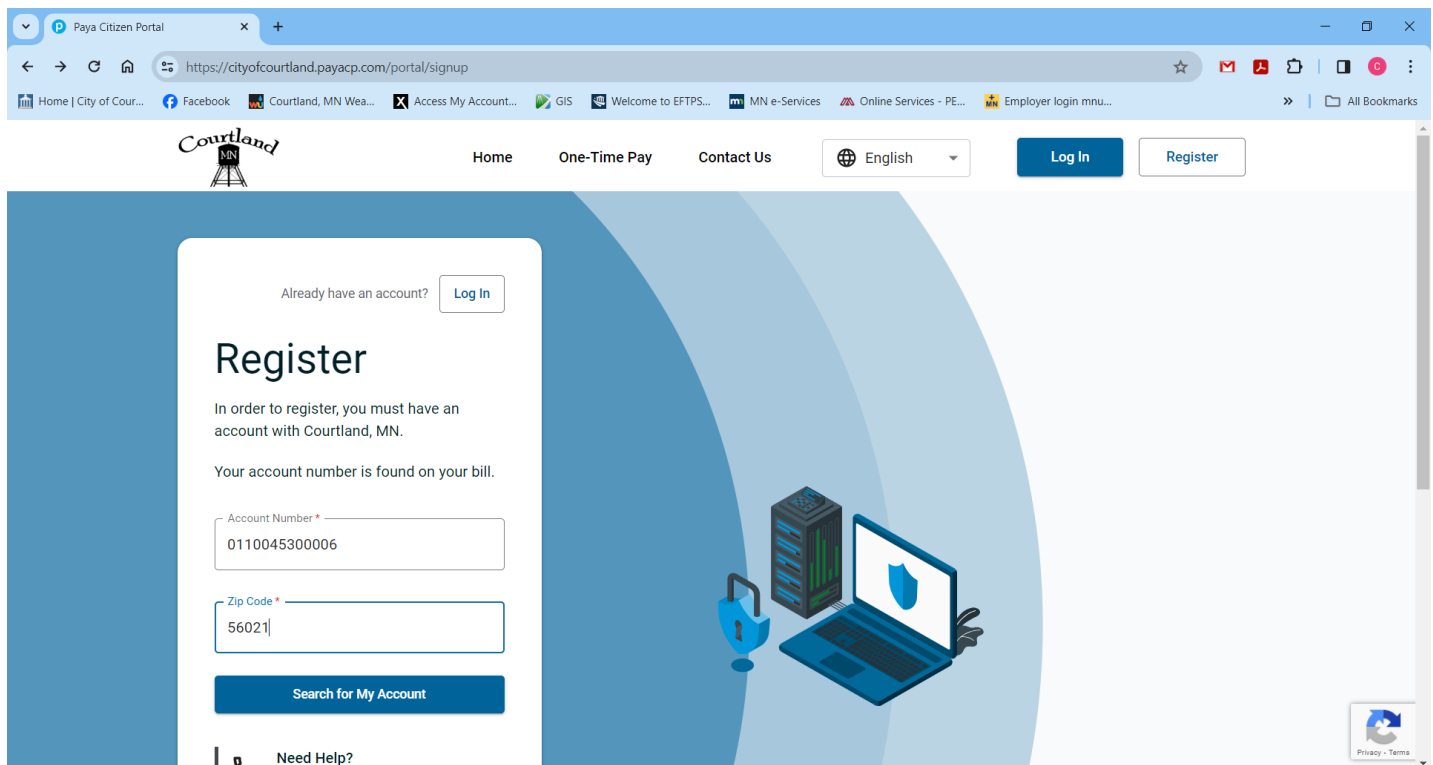 Paya Citizen Portal
https://cityofcourtland.payacp.com/portal/signup
C
Home | City of Cour...
Facebook
Courtland, MN Wea...
Access My Account...
GIS
Welcome to EFTPS...
MN e-Services
Online Services - PE...
Employer login mnu...
All Bookmarks
Courtland
MN
Home
One-Time Pay
Contact Us
English
Log In
Register
Already have an account?
Log In
Register
In order to register, you must have an
account with Courtland, MN.
Your account number is found on your bill.
Account Number *
0110045300006
Zip Code *
56021
Search for My Account
Need Help?
Privacy - Terms